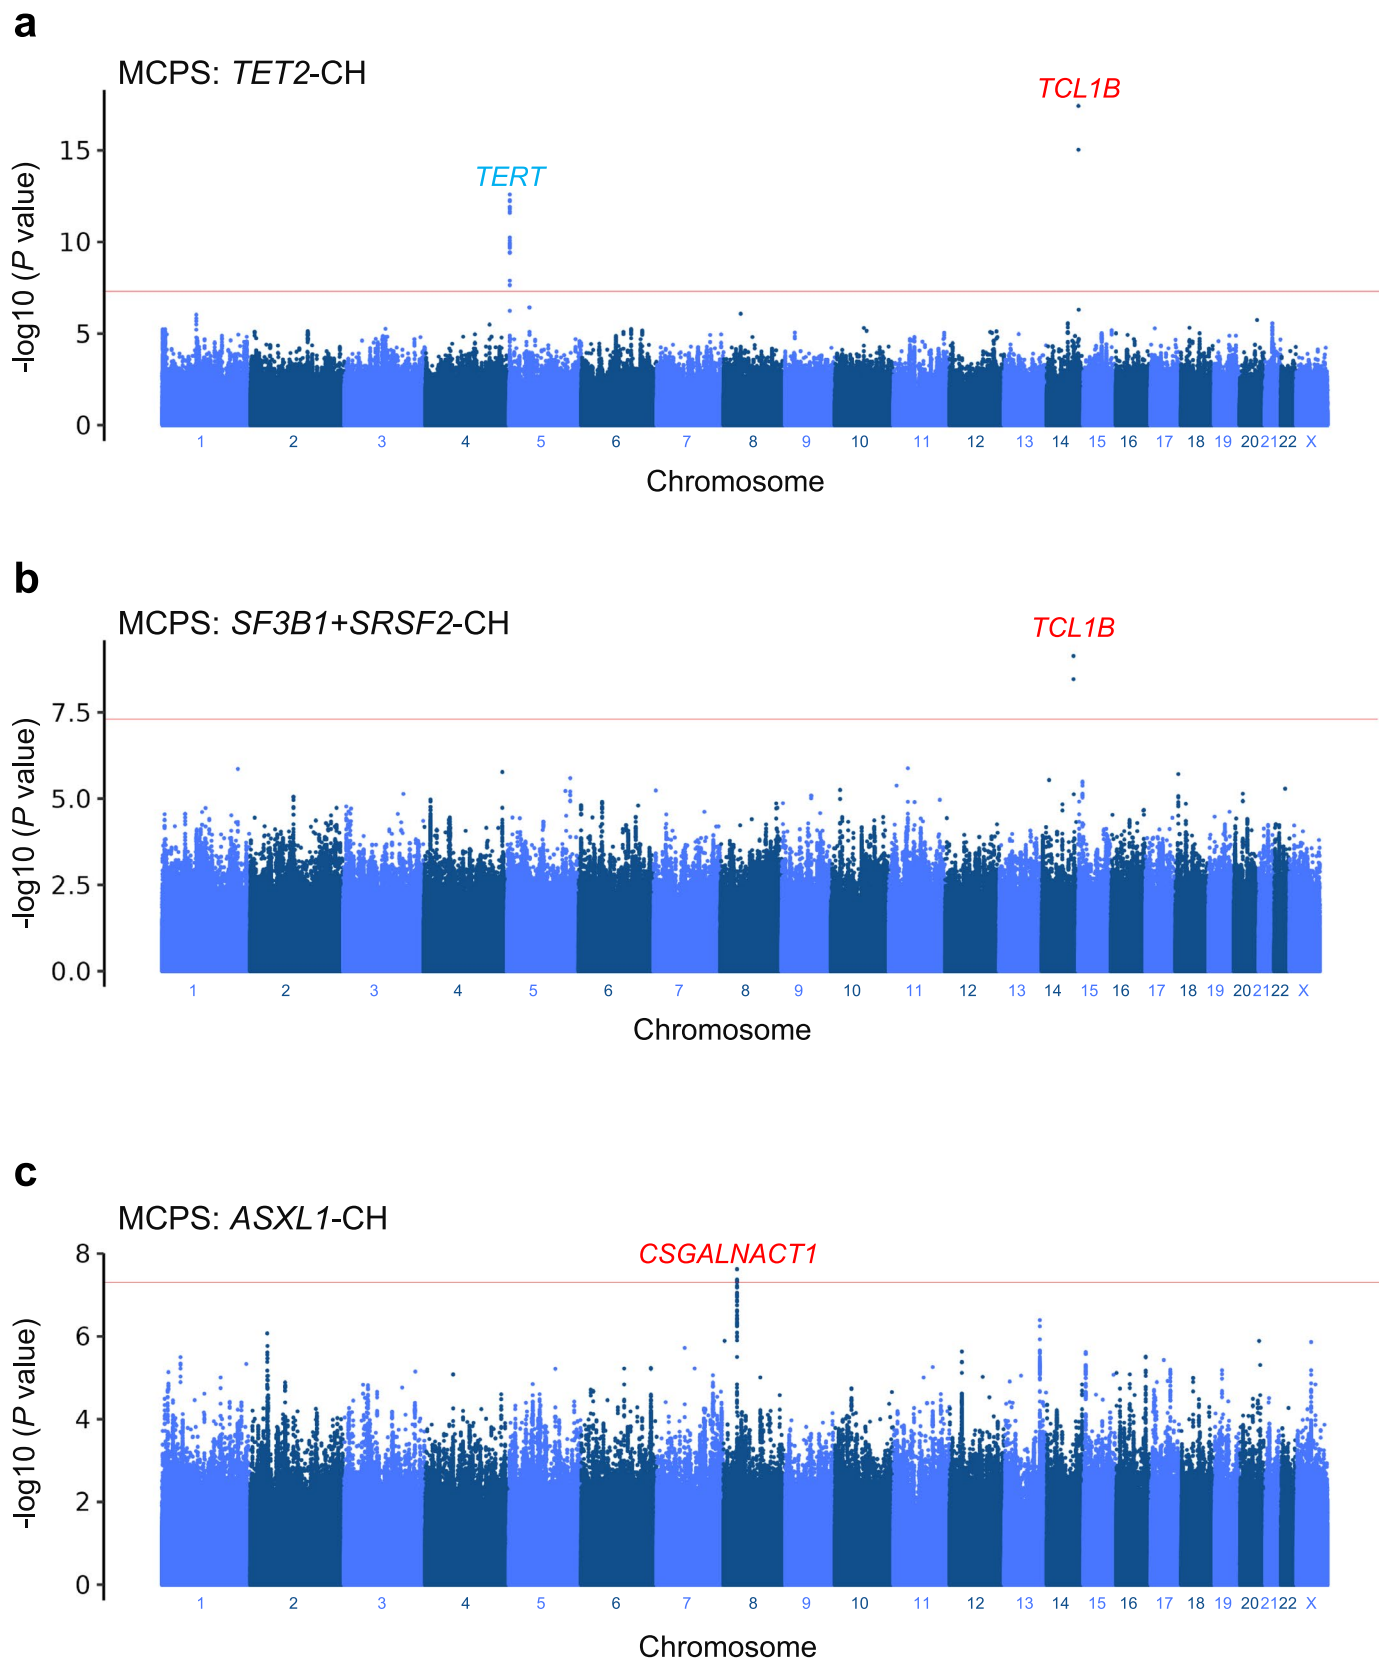 a
MCPS: TET2-CH
TCL1B
TERT
-log10 (P value)
15
10
5
0
1 2 3 4 5 6 7 8 9 10 11 12 13 14 15 16 17 18 19 20 21 22 X
Chromosome
b
MCPS: SF3B1+SRSF2-CH
TCL1B
-log10 (P value)
7.5
5.0
2.5
0.0
1 2 3 4 5 6 7 8 9 10 11 12 13 14 15 16 17 18 19 20 21 22 X
Chromosome
c
MCPS: ASXL1-CH
CSGALNACT1
-log10 (P value)
8
6
4
2
0
1 2 3 4 5 6 7 8 9 10 11 12 13 14 15 16 17 18 19 20 21 22 X
Chromosome